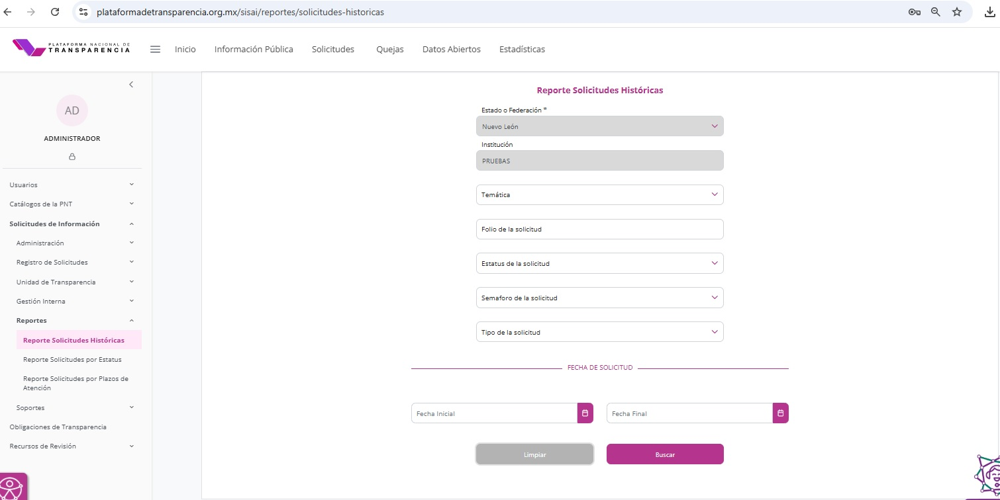 plataformadetransparencia.org.mx/sisai/reportes/solicitudes-historicas
PLATAFORMA NACIONAL DE
TRANSPARENCIA
Inicio
Información Pública
Solicitudes
Quejas
Datos Abiertos
Estadísticas
AD
ADMINISTRADOR
Usuarios
Catálogos de la PNT
Solicitudes de Información
Administración
Registro de Solicitudes
Unidad de Transparencia
Gestión Interna
Reportes
Reporte Solicitudes Históricas
Reporte Solicitudes por Estatus
Reporte Solicitudes por Plazos de
Atención
Soportes
Obligaciones de Transparencia
Recursos de Revisión
Reporte Solicitudes Históricas
Estado o Federación *
Nuevo León
Institución
PRUEBAS
Temática
Folio de la solicitud
Estatus de la solicitud
Semaforo de la solicitud
Tipo de la solicitud
FECHA DE SOLICITUD
Fecha Inicial
Fecha Final
Limpiar
Buscar